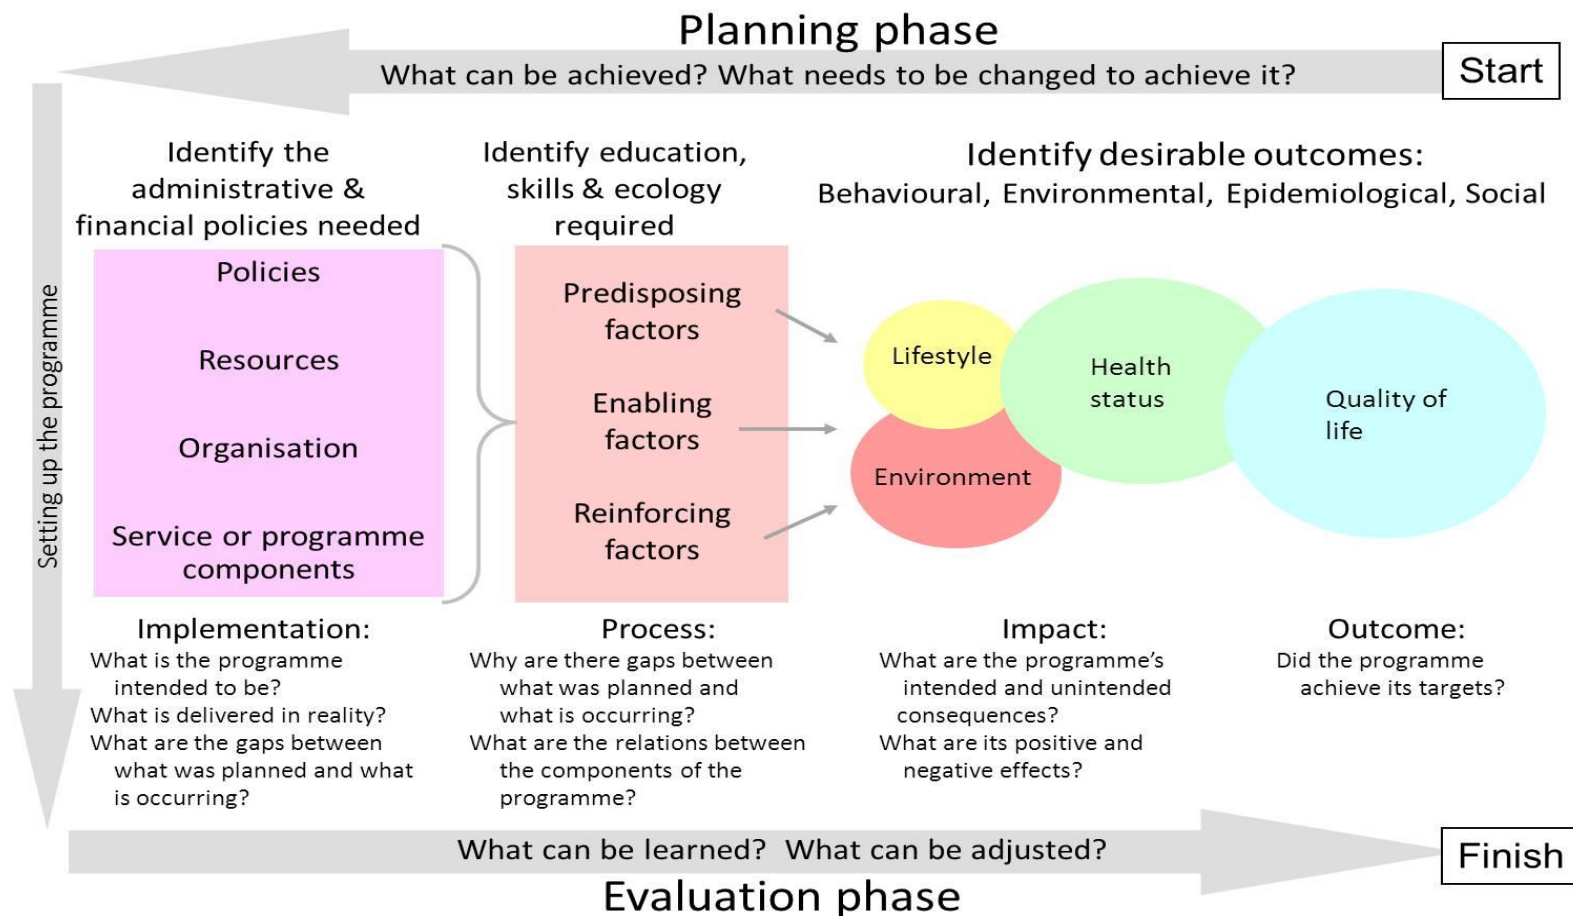 Planning phase
What can be achieved? What needs to be changed to achieve it?
Start
Setting up the programme
Identify the
administrative &
financial policies needed
Policies
Resources
Organisation
Service or programme
components
Identify education,
skills & ecology
required
Predisposing
factors
Enabling
factors
Reinforcing
factors
Identify desirable outcomes:
Behavioural, Environmental, Epidemiological, Social
Lifestyle
Environment
Health
status
Quality of
life
Implementation:
What is the programme
intended to be?
What is delivered in reality?
What are the gaps between
what was planned and what
is occurring?
Process:
Why are there gaps between
what was planned and
what is occurring?
What are the relations between
the components of the
programme?
Impact:
What are the programme’s
intended and unintended
consequences?
What are its positive and
negative effects?
Outcome:
Did the programme
achieve its targets?
What can be learned?  What can be adjusted?
Finish
Evaluation phase